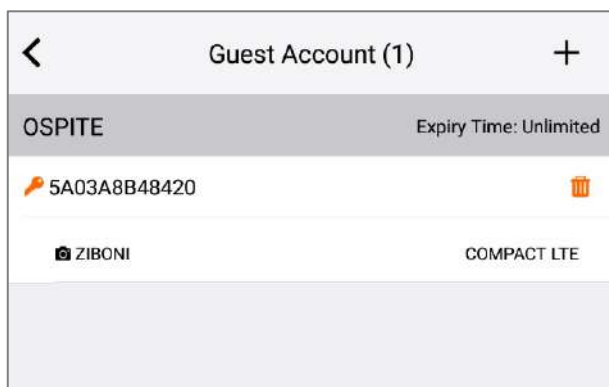 Guest Account (1)
OSPITE Expiry Time: Unlimited
5A03A8B48420
ZIBONI COMPACT LTE